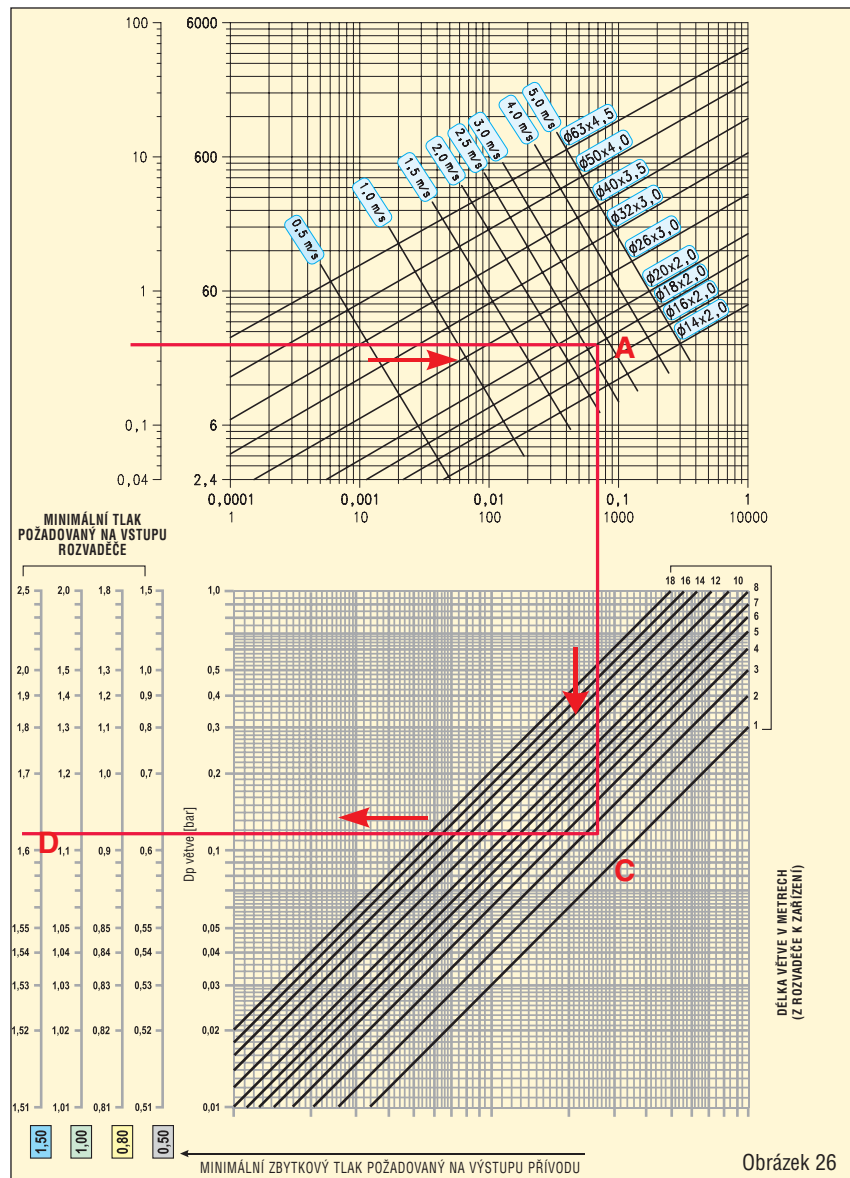 100
10
1
0,1
0,04
6000
600
60
6
2,4
0,5 m/s
1,0 m/s
1,5 m/s
2,0 m/s
2,5 m/s
3,0 m/s
4,0 m/s
5,0 m/s
Ø63x4,5
Ø50x4,0
Ø40x3,5
Ø32x3,0
Ø26x3,0
Ø20x2,0
Ø18x2,0
Ø16x2,0
Ø14x2,0
A
0,0001 0,001 0,01 0,1 1
1 10 100 1000 10000
MINIMÁLNÍ TLAK
POŽADOVANÝ NA VSTUPU
ROZVADĚČE
2,5 2,0 1,8 1,5
2,0 1,5 1,3 1,0
1,9 1,4 1,2 0,9
1,8 1,3 1,1 0,8
1,7 1,2 1,0 0,7
D
1,6 1,1 0,9 0,6
1,55 1,05 0,85 0,55
1,54 1,04 0,84 0,54
1,53 1,03 0,83 0,53
1,52 1,02 0,82 0,52
1,51 1,01 0,81 0,51
Dp větve [bar]
1,0
0,5
0,4
0,3
0,2
0,1
0,05
0,04
0,03
0,02
0,01
18 16 14 12 10 8
7
6
5
4
3
2
1
C
DÉLKA VĚTVE V METRECH
(Z ROZVADĚČE K ZAŘÍZENÍ)
1,50 1,00 0,80 0,50
MINIMÁLNÍ ZBYTKOVÝ TLAK POŽADOVANÝ NA VÝSTUPU PŘÍVODU
Obrázek 26